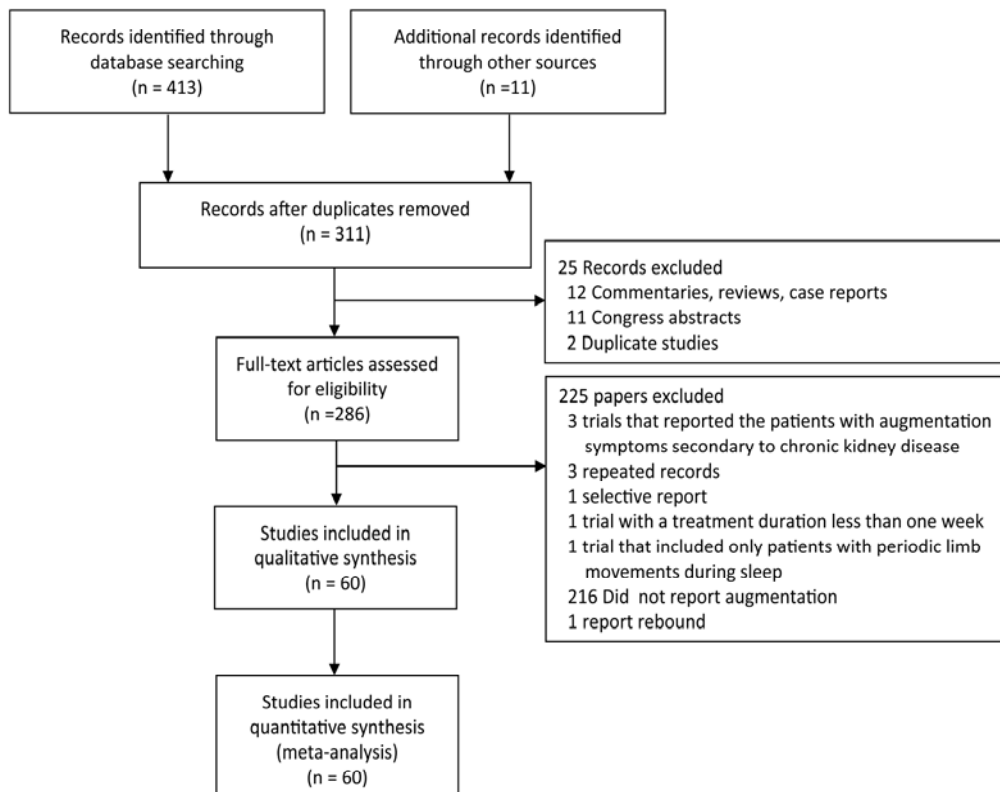 Records identified through
database searching
(n = 413)
Additional records identified
through other sources
(n =11)
Records after duplicates removed
(n = 311)
25 Records excluded
12 Commentaries, reviews, case reports
11 Congress abstracts
2 Duplicate studies
Full-text articles assessed
for eligibility
(n =286)
225 papers excluded
3 trials that reported the patients with augmentation
symptoms secondary to chronic kidney disease
3 repeated records
1 selective report
1 trial with a treatment duration less than one week
1 trial that included only patients with periodic limb
movements during sleep
216 Did not report augmentation
1 report rebound
Studies included in
qualitative synthesis
(n = 60)
Studies included in
quantitative synthesis
(meta-analysis)
(n = 60)